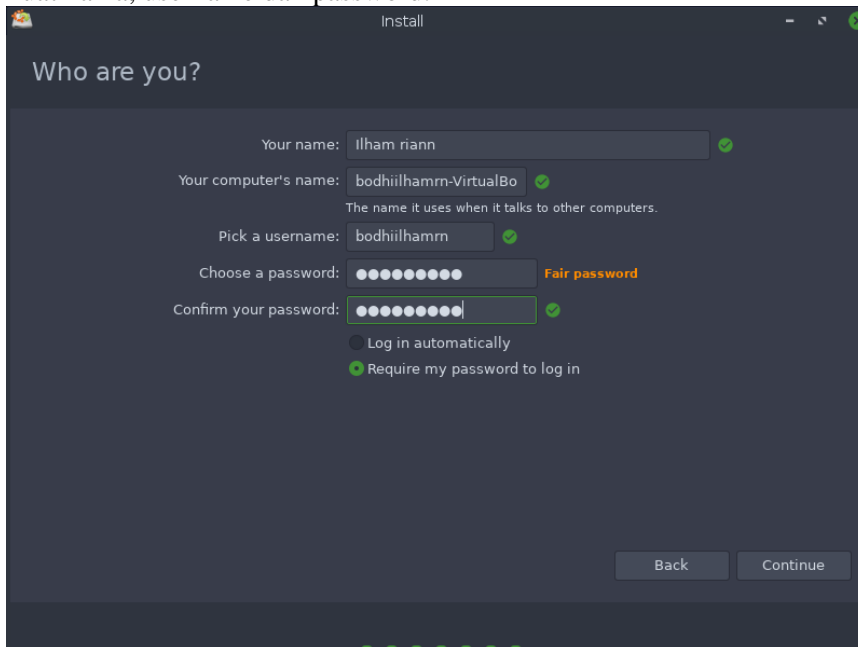 Install
Who are you?
Your name: Ilham riann
Your computer's name: bodhiilhamrn-VirtualBo
The name it uses when it talks to other computers.
Pick a username: bodhiilhamrn
Choose a password: ●●●●●●●●● Fair password
Confirm your password: ●●●●●●●●●
Log in automatically
Require my password to log in
Back Continue